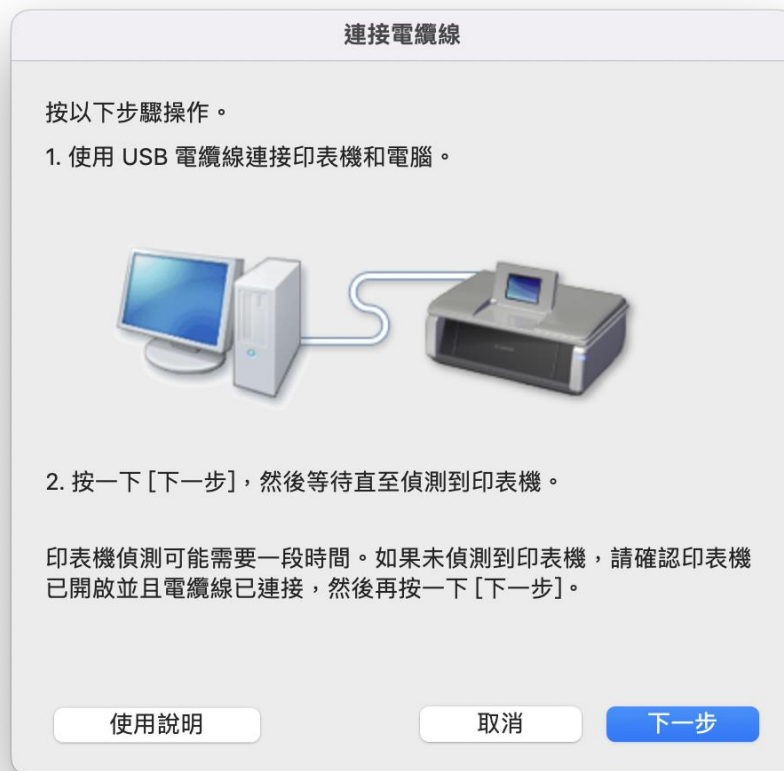 連接電纜線
按以下步驟操作。
1. 使用 USB 電纜線連接印表機和電腦。
2. 按一下 [下一步],然後等待直至偵測到印表機。
印表機偵測可能需要一段時間。如果未偵測到印表機,請確認印表機
已開啟並且電纜線已連接,然後再按一下 [下一步]。
使用說明
取消
下一步